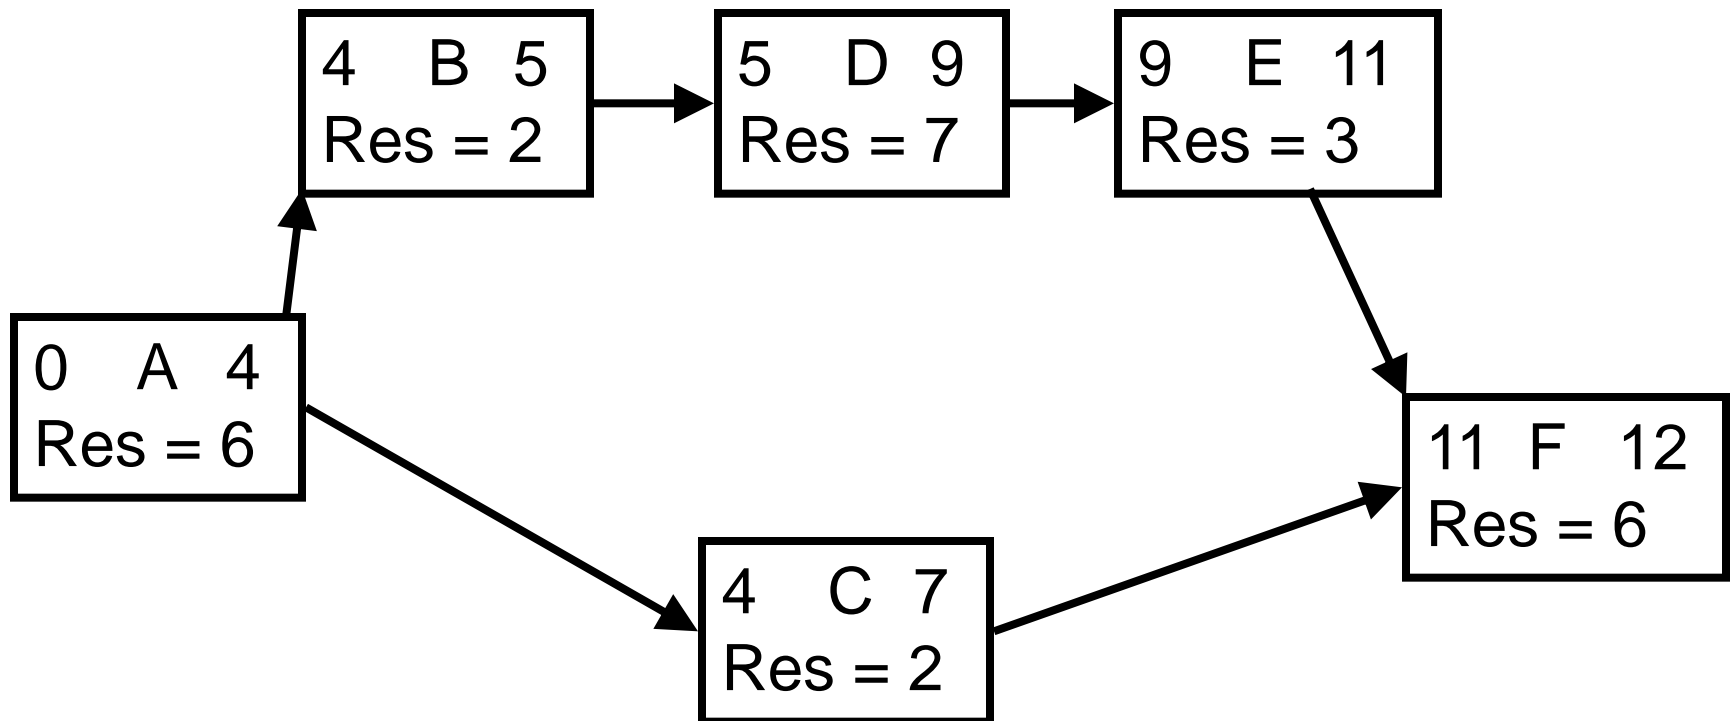 4 B 5
Res = 2
5 D 9
Res = 7
9 E 11
Res = 3
0 A 4
Res = 6
11 F 12
Res = 6
4 C 7
Res = 2